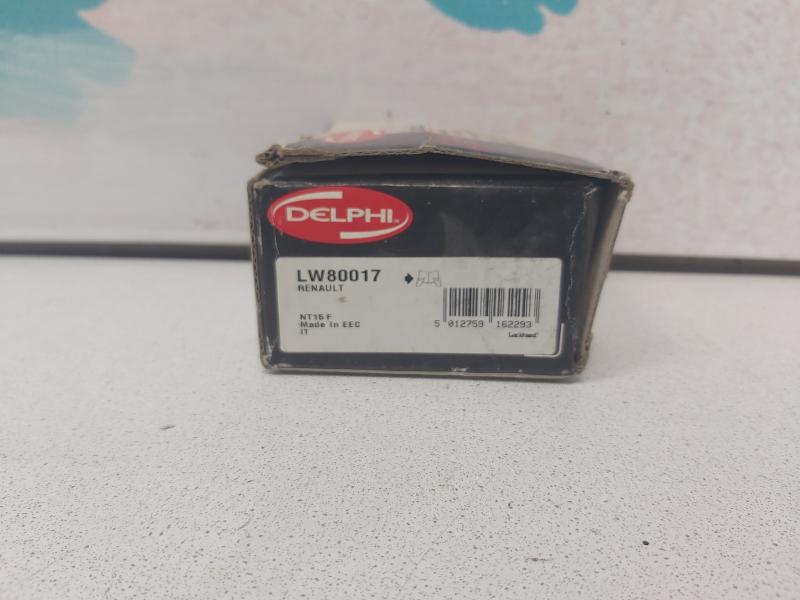 DELPHI
LW80017
RENAULT
NT15 F
Made in EEC
IT
5 012759 162293
Lockheed